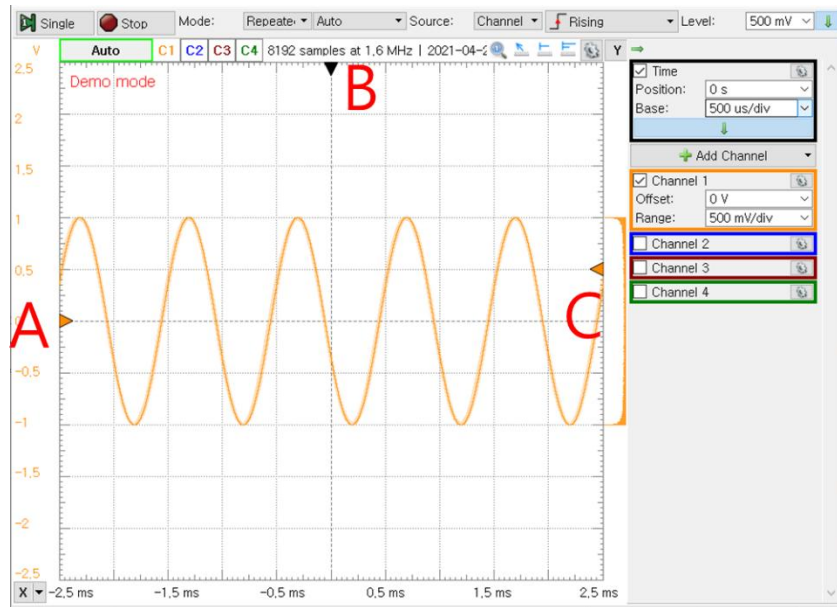 Single Stop Mode: Repeate Auto Source: Channel Rising Level: 500 mV
V Auto C1 C2 C3 C4 8192 samples at 1,6 MHz | 2021-04-2 Y
Demo mode
B
A
C
2,5
2
1,5
1
0,5
-0,5
-1
-1,5
-2
-2,5
X -2,5 ms -1,5 ms -0,5 ms 0,5 ms 1,5 ms 2,5 ms
Time
Position: 0 s
Base: 500 us/div
Add Channel
Channel 1
Offset: 0 V
Range: 500 mV/div
Channel 2
Channel 3
Channel 4